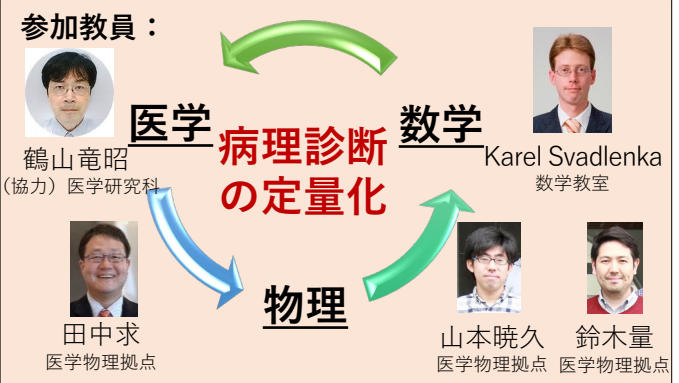 参加教員：
医学
鶴山竜昭
（協力）医学研究科
病理診断
の定量化
数学
Karel Svadlenka
数学教室
田中求
医学物理拠点
物理
山本暁久
医学物理拠点
鈴木量
医学物理拠点